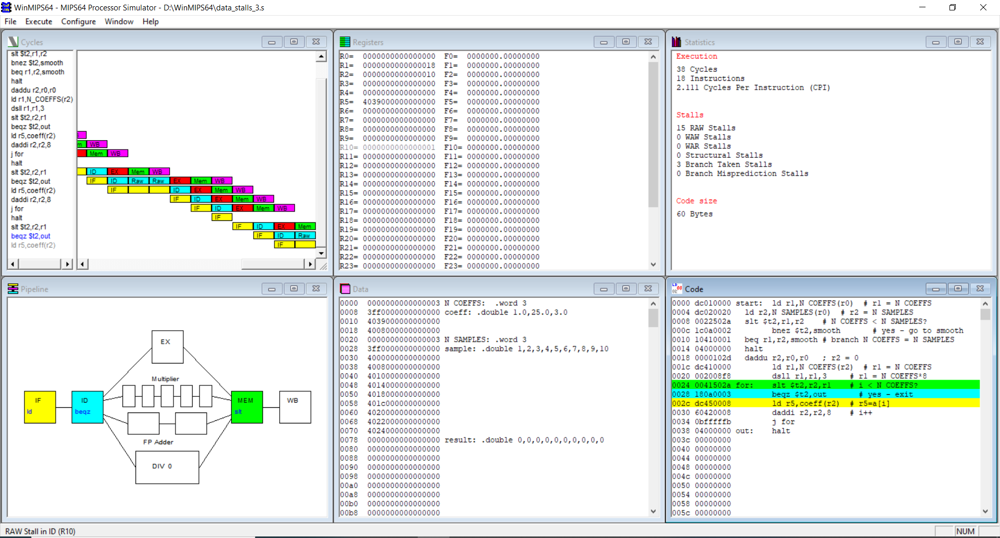 WinMIPS64 - MIPS64 Processor Simulator - D:\WinMIPS64\data_stalls_3.s
File Execute Configure Window Help
Cycles
slt $t2,r1,r2
bnez $t2,smooth
beq r1,r2,smooth
halt
daddu r2,r0,r0
ld r1,N_COEFFS(r2)
dsll r1,r1,3
slt $t2,r2,r1
beqz $t2,out
ld r5,coeff(r2)
daddi r2,r2,8
j for
halt
slt $t2,r2,r1
beqz $t2,out
ld r5,coeff(r2)
daddi r2,r2,8
j for
halt
slt $t2,r2,r1
beqz $t2,out
ld r5,coeff(r2)
WB
Mem WB
ID EX Mem WB
IF ID Raw Raw EX Mem WB
IF ID EX Mem WB
IF ID EX Mem WB
IF ID EX Mem WB
IF
IF ID EX Mem
IF ID Raw
IF
Registers
R0= 0000000000000000 F0= 0000000.00000000
R1= 0000000000000018 F1= 0000000.00000000
R2= 0000000000000010 F2= 0000000.00000000
R3= 0000000000000000 F3= 0000000.00000000
R4= 0000000000000000 F4= 0000000.00000000
R5= 4039000000000000 F5= 0000000.00000000
R6= 0000000000000000 F6= 0000000.00000000
R7= 0000000000000000 F7= 0000000.00000000
R8= 0000000000000000 F8= 0000000.00000000
R9= 0000000000000000 F9= 0000000.00000000
R10= 0000000000000001 F10= 0000000.00000000
R11= 0000000000000000 F11= 0000000.00000000
R12= 0000000000000000 F12= 0000000.00000000
R13= 0000000000000000 F13= 0000000.00000000
R14= 0000000000000000 F14= 0000000.00000000
R15= 0000000000000000 F15= 0000000.00000000
R16= 0000000000000000 F16= 0000000.00000000
R17= 0000000000000000 F17= 0000000.00000000
R18= 0000000000000000 F18= 0000000.00000000
R19= 0000000000000000 F19= 0000000.00000000
R20= 0000000000000000 F20= 0000000.00000000
R21= 0000000000000000 F21= 0000000.00000000
R22= 0000000000000000 F22= 0000000.00000000
R23= 0000000000000000 F23= 0000000.00000000
Statistics
Execution
38 Cycles
18 Instructions
2.111 Cycles Per Instruction (CPI)
Stalls
15 RAW Stalls
0 WAW Stalls
0 WAR Stalls
0 Structural Stalls
3 Branch Taken Stalls
0 Branch Misprediction Stalls
Code size
60 Bytes
Pipeline
EX
Multiplier
IF
ld
ID
beqz
MEM
slt
WB
FP Adder
DIV 0
Data
0000 0000000000000003 N COEFFS: .word 3
0008 3ff0000000000000 coeff: .double 1.0,25.0,3.0
0010 4039000000000000
0018 4008000000000000
0020 0000000000000003 N SAMPLES: .word 3
0028 3ff0000000000000 sample: .double 1,2,3,4,5,6,7,8,9,10
0030 4000000000000000
0038 4008000000000000
0040 4010000000000000
0048 4014000000000000
0050 4018000000000000
0058 401c000000000000
0060 4020000000000000
0068 4022000000000000
0070 4024000000000000
0078 0000000000000000 result: .double 0,0,0,0,0,0,0,0,0,0
0080 0000000000000000
0088 0000000000000000
0090 0000000000000000
0098 0000000000000000
00a0 0000000000000000
00a8 0000000000000000
00b0 0000000000000000
00b8 0000000000000000
Code
0000 dc010000 start: ld r1,N COEFFS(r0) # r1 = N COEFFS
0004 dc020020 ld r2,N SAMPLES(r0) # r2 = N SAMPLES
0008 0022502a slt $t2,r1,r2 # N COEFFS < N SAMPLES?
000c 1c0a0002 bnez $t2,smooth # yes - go to smooth
0010 10410001 beq r1,r2,smooth # branch N COEFFS = N SAMPLES
0014 04000000 halt
0018 0000102d daddu r2,r0,r0 ; r2 = 0
001c dc410000 ld r1,N COEFFS(r2) # r1 = N COEFFS
0020 002008f8 dsll r1,r1,3 # r1 = N COEFFS*8
0024 0041502a for: slt $t2,r2,r1 # i < N COEFFS?
0028 180a0003 beqz $t2,out # yes - exit
002c dc450008 ld r5,coeff(r2) # r5=a[i]
0030 60420008 daddi r2,r2,8 # i++
0034 0bfffffb j for
0038 04000000 out: halt
003c 00000000
0040 00000000
0044 00000000
0048 00000000
004c 00000000
0050 00000000
0054 00000000
0058 00000000
005c 00000000
RAW Stall in ID (R10)
NUM